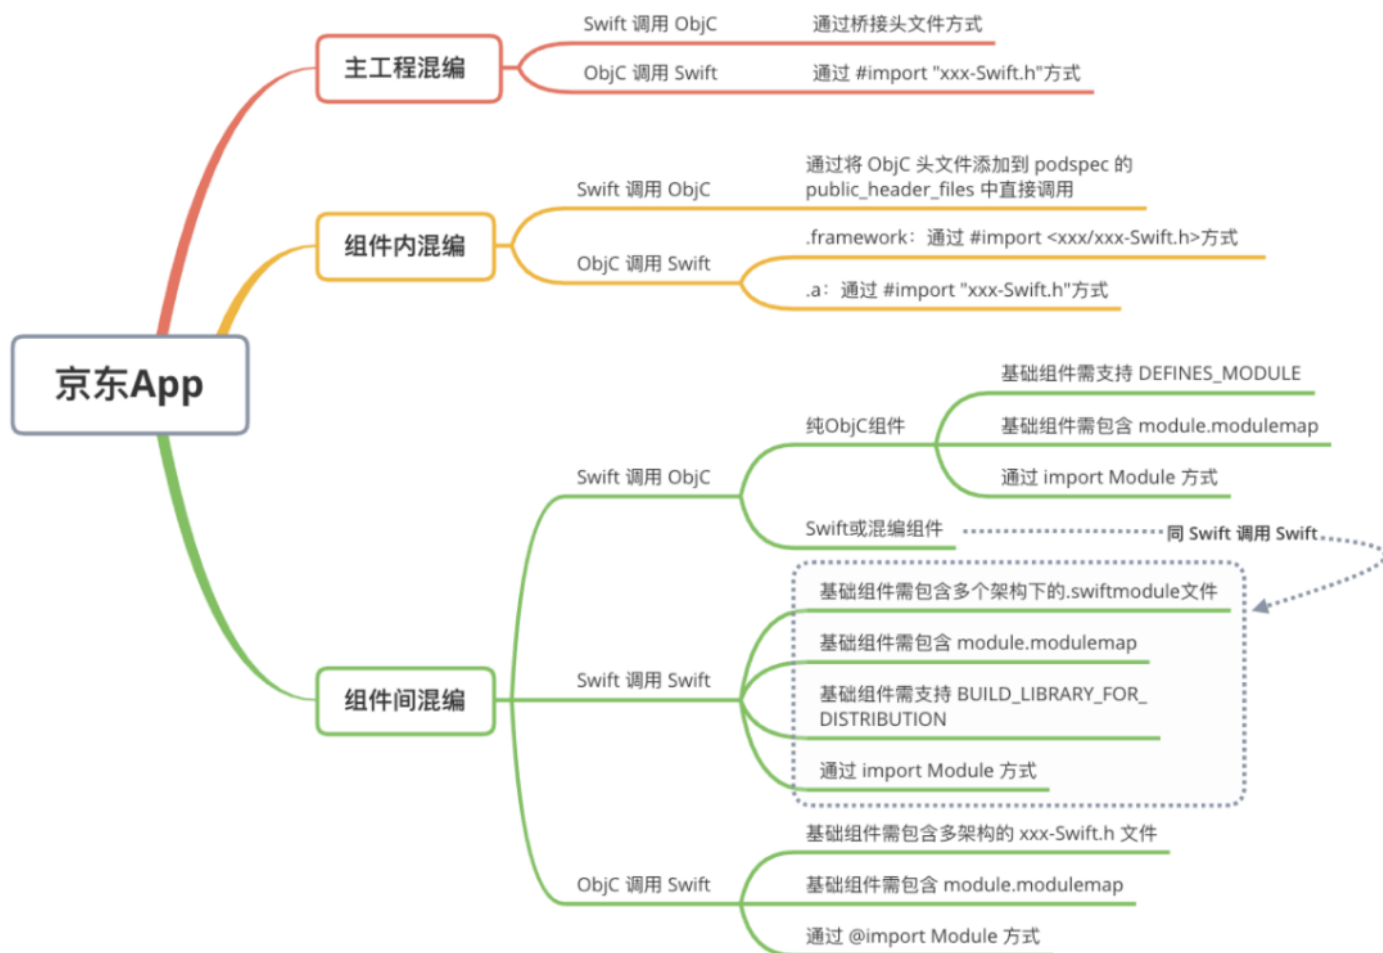 京东App
主工程混编
Swift 调用 ObjC
通过桥接头文件方式
ObjC 调用 Swift
通过 #import "xxx-Swift.h"方式
组件内混编
Swift 调用 ObjC
通过将 ObjC 头文件添加到 podspec 的
public_header_files 中直接调用
ObjC 调用 Swift
.framework：通过 #import <xxx/xxx-Swift.h>方式
.a：通过 #import "xxx-Swift.h"方式
组件间混编
Swift 调用 ObjC
纯ObjC组件
基础组件需支持 DEFINES_MODULE
基础组件需包含 module.modulemap
通过 import Module 方式
Swift或混编组件
同 Swift 调用 Swift
Swift 调用 Swift
基础组件需包含多个架构下的.swiftmodule文件
基础组件需包含 module.modulemap
基础组件需支持 BUILD_LIBRARY_FOR_
DISTRIBUTION
通过 import Module 方式
ObjC 调用 Swift
基础组件需包含多架构的 xxx-Swift.h 文件
基础组件需包含 module.modulemap
通过 @import Module 方式